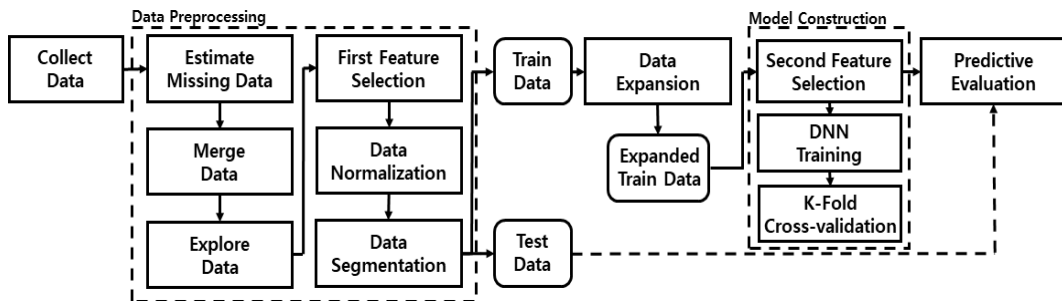 Data Preprocessing
Collect
Data
Estimate
Missing Data
Merge
Data
Explore
Data
First Feature
Selection
Data
Normalization
Data
Segmentation
Train
Data
Test
Data
Data
Expansion
Expanded
Train Data
Model Construction
Second Feature
Selection
DNN
Training
K-Fold
Cross-validation
Predictive
Evaluation